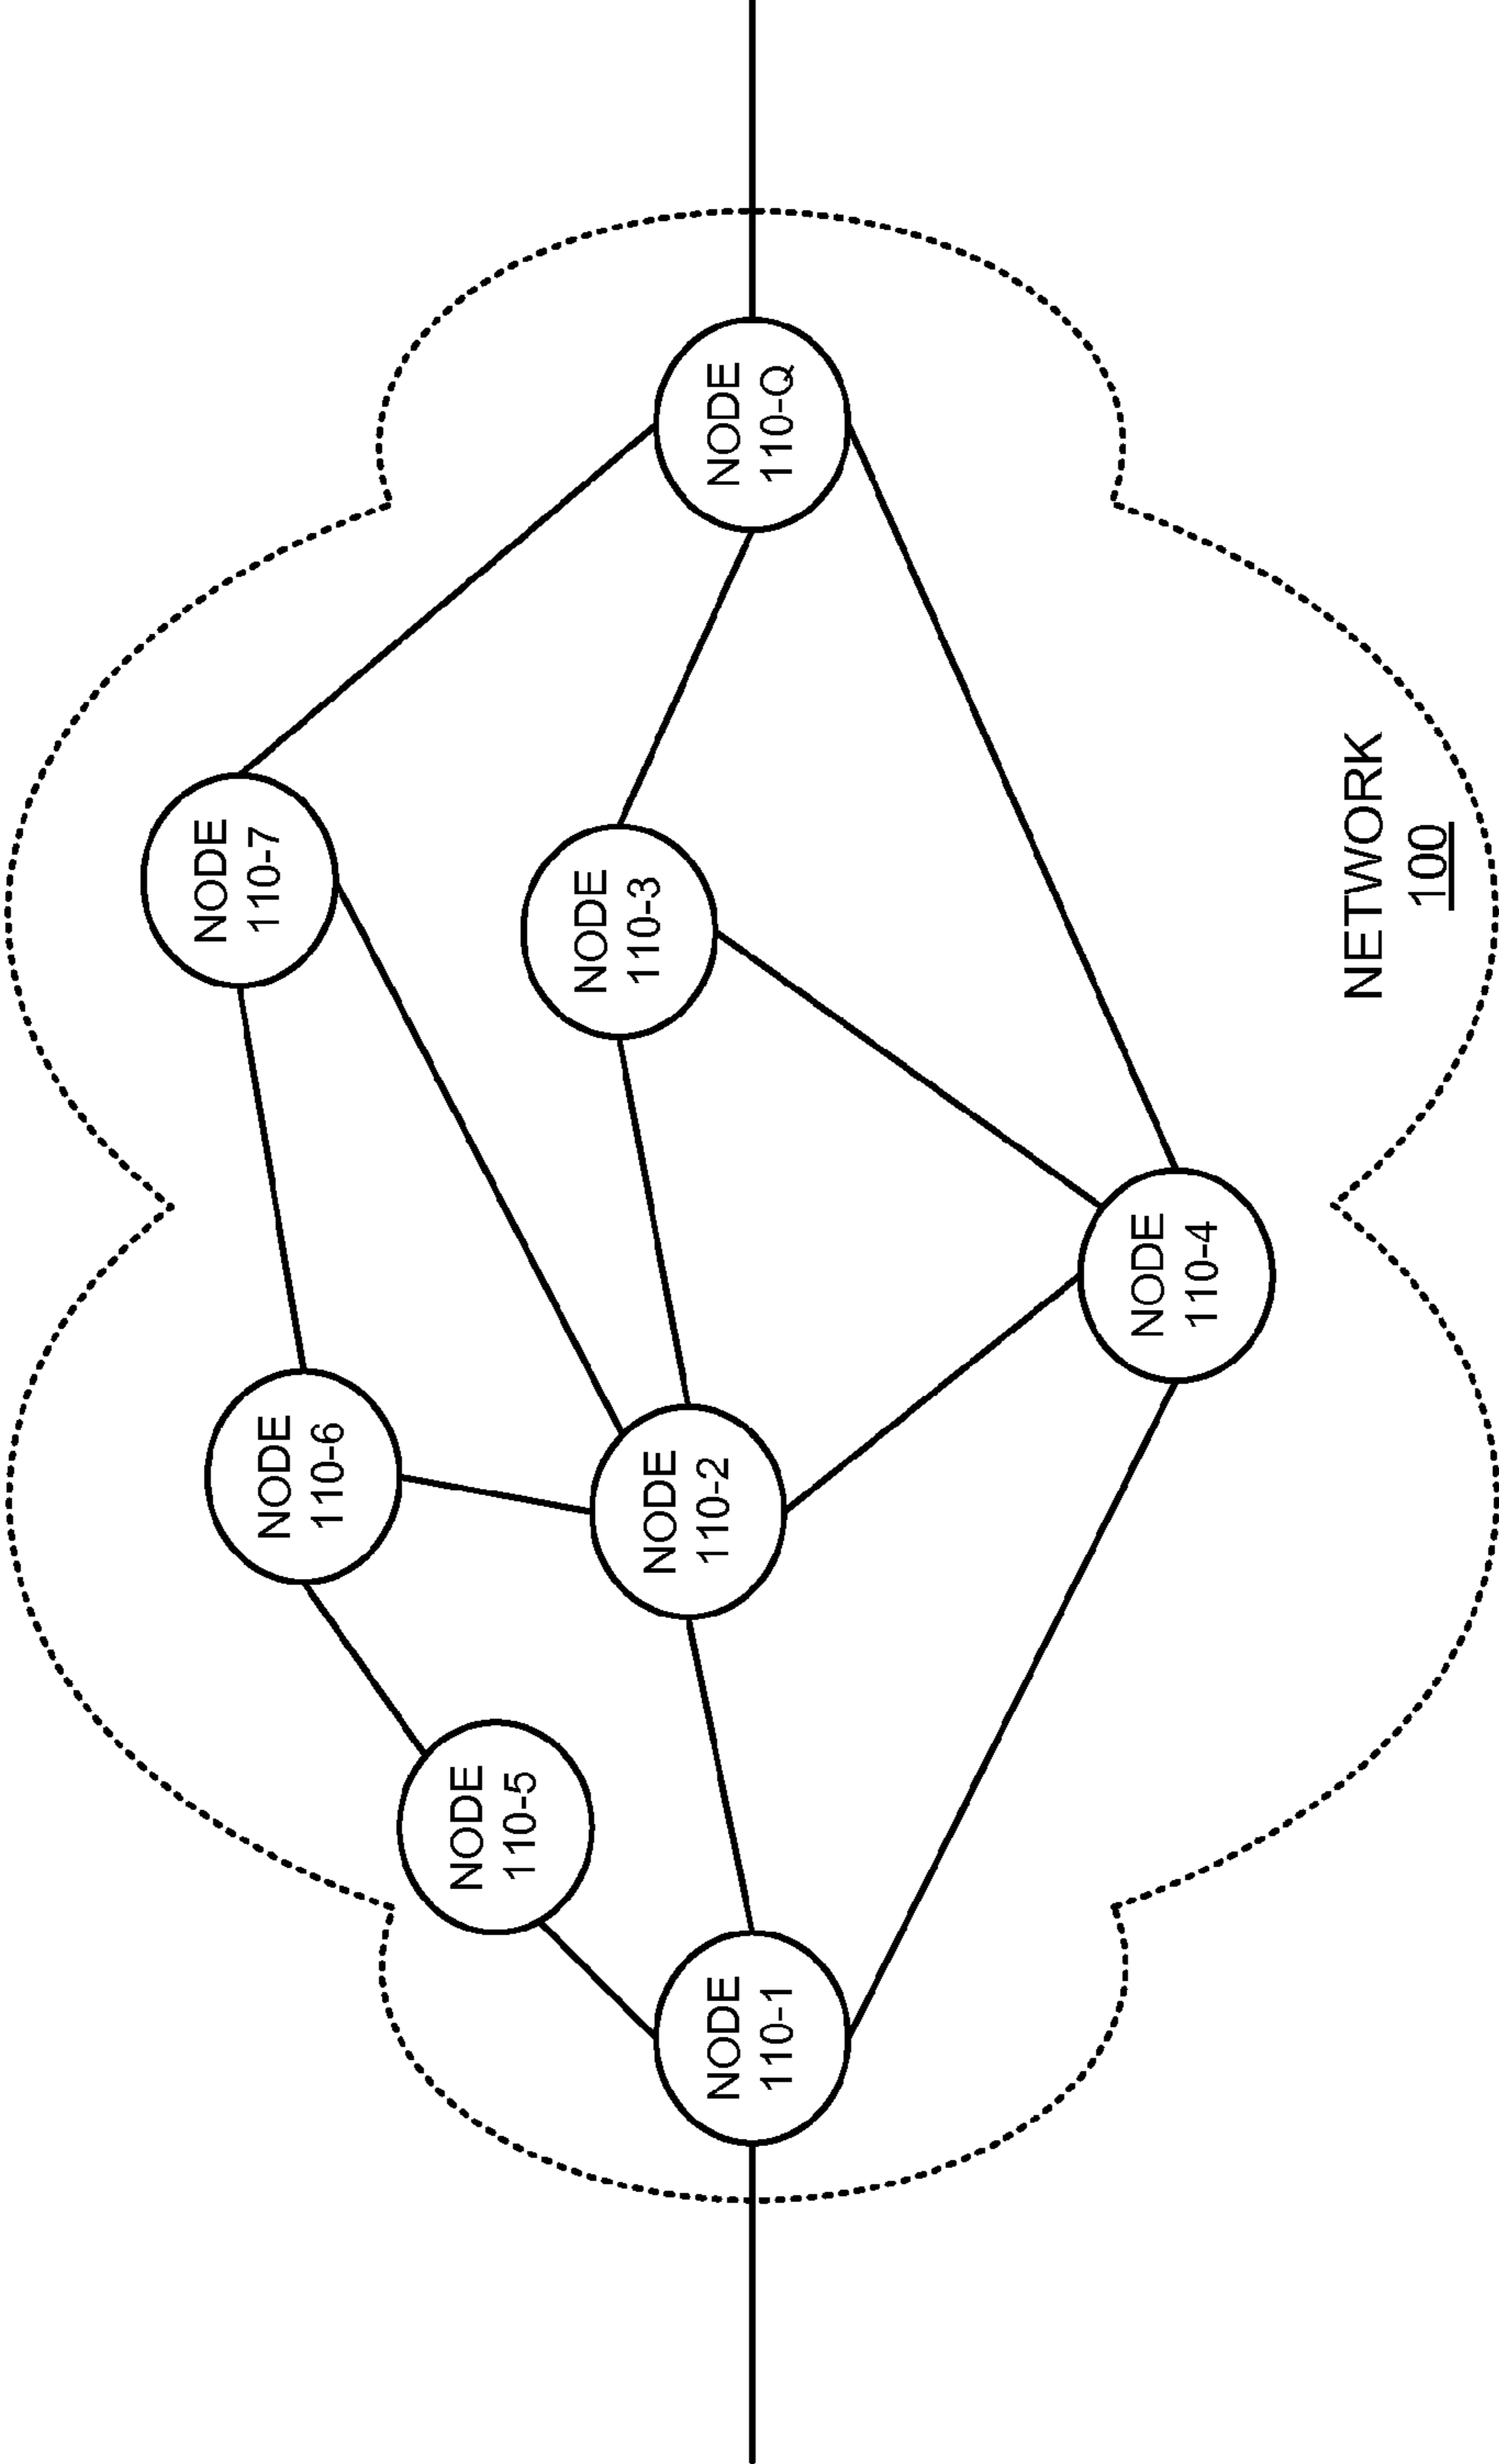 NODE
110-5
NODE
110-6
NODE
110-7
NODE
110-1
NODE
110-2
NODE
110-3
NODE
110-Q
NODE
110-4
NETWORK
100